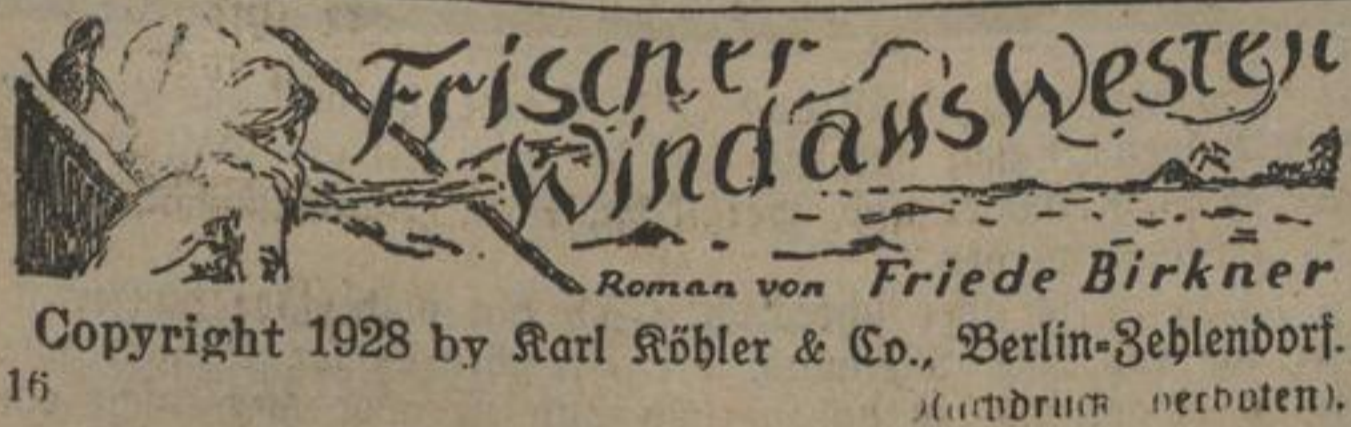 Frischer
Wind aus Westen
Roman von Friede Birkner
Copyright 1928 by Karl Köhler & Co., Berlin-Zehlendorf.
16
(Nachdruck verboten).